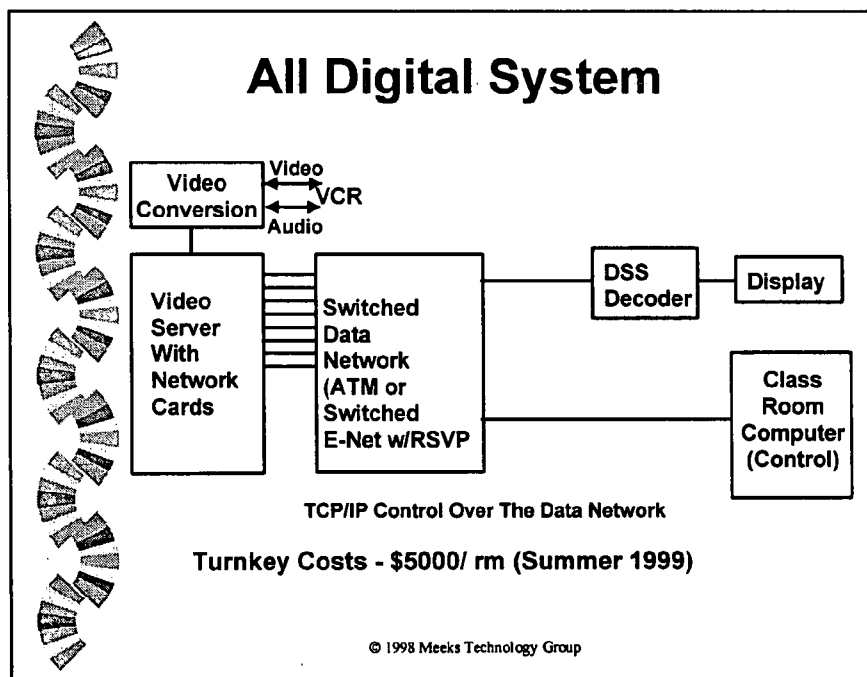 All Digital System
Video
Conversion
Video
VCR
Audio
Video
Server
With
Network
Cards
Switched
Data
Network
(ATM or
Switched
E-Net w/RSVP
DSS
Decoder
Display
Class
Room
Computer
(Control)
TCP/IP Control Over The Data Network
Turnkey Costs - $5000/ rm (Summer 1999)
© 1998 Meeks Technology Group